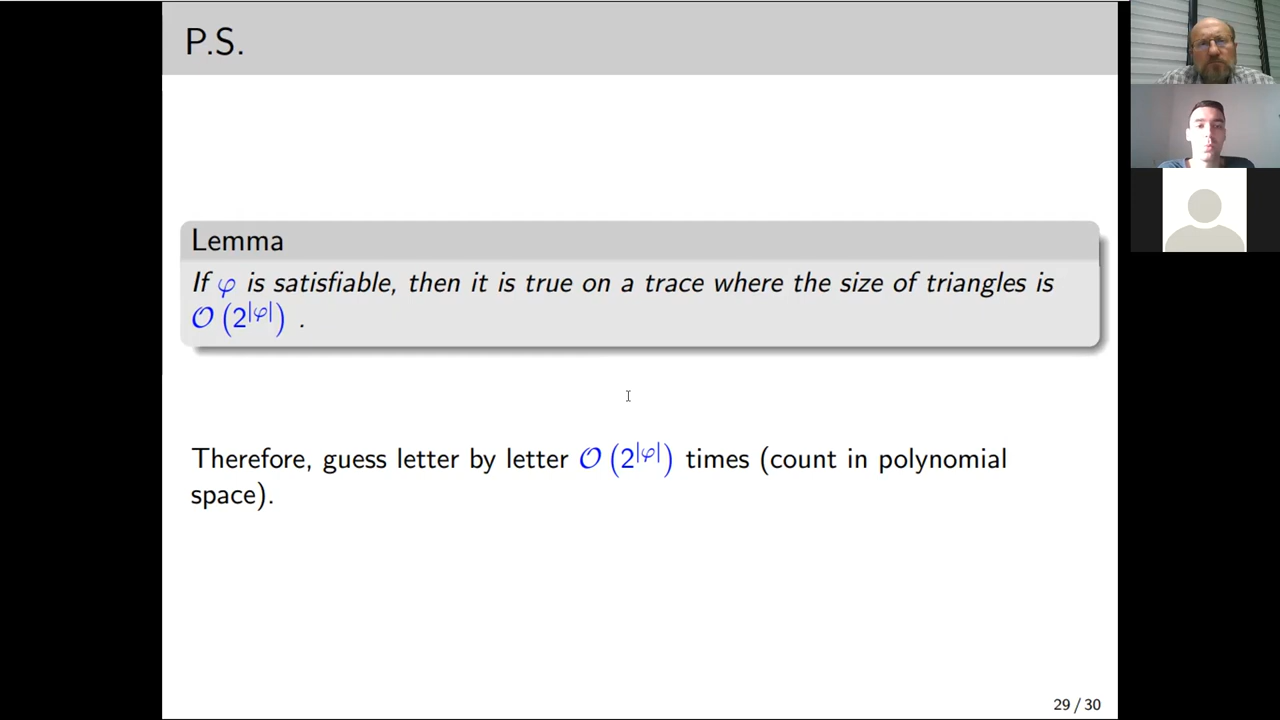 P.S.
Lemma
If φ is satisfiable, then it is true on a trace where the size of triangles is
𝒪 (2^|φ|) .
Therefore, guess letter by letter 𝒪 (2^|φ|) times (count in polynomial
space).
29 / 30